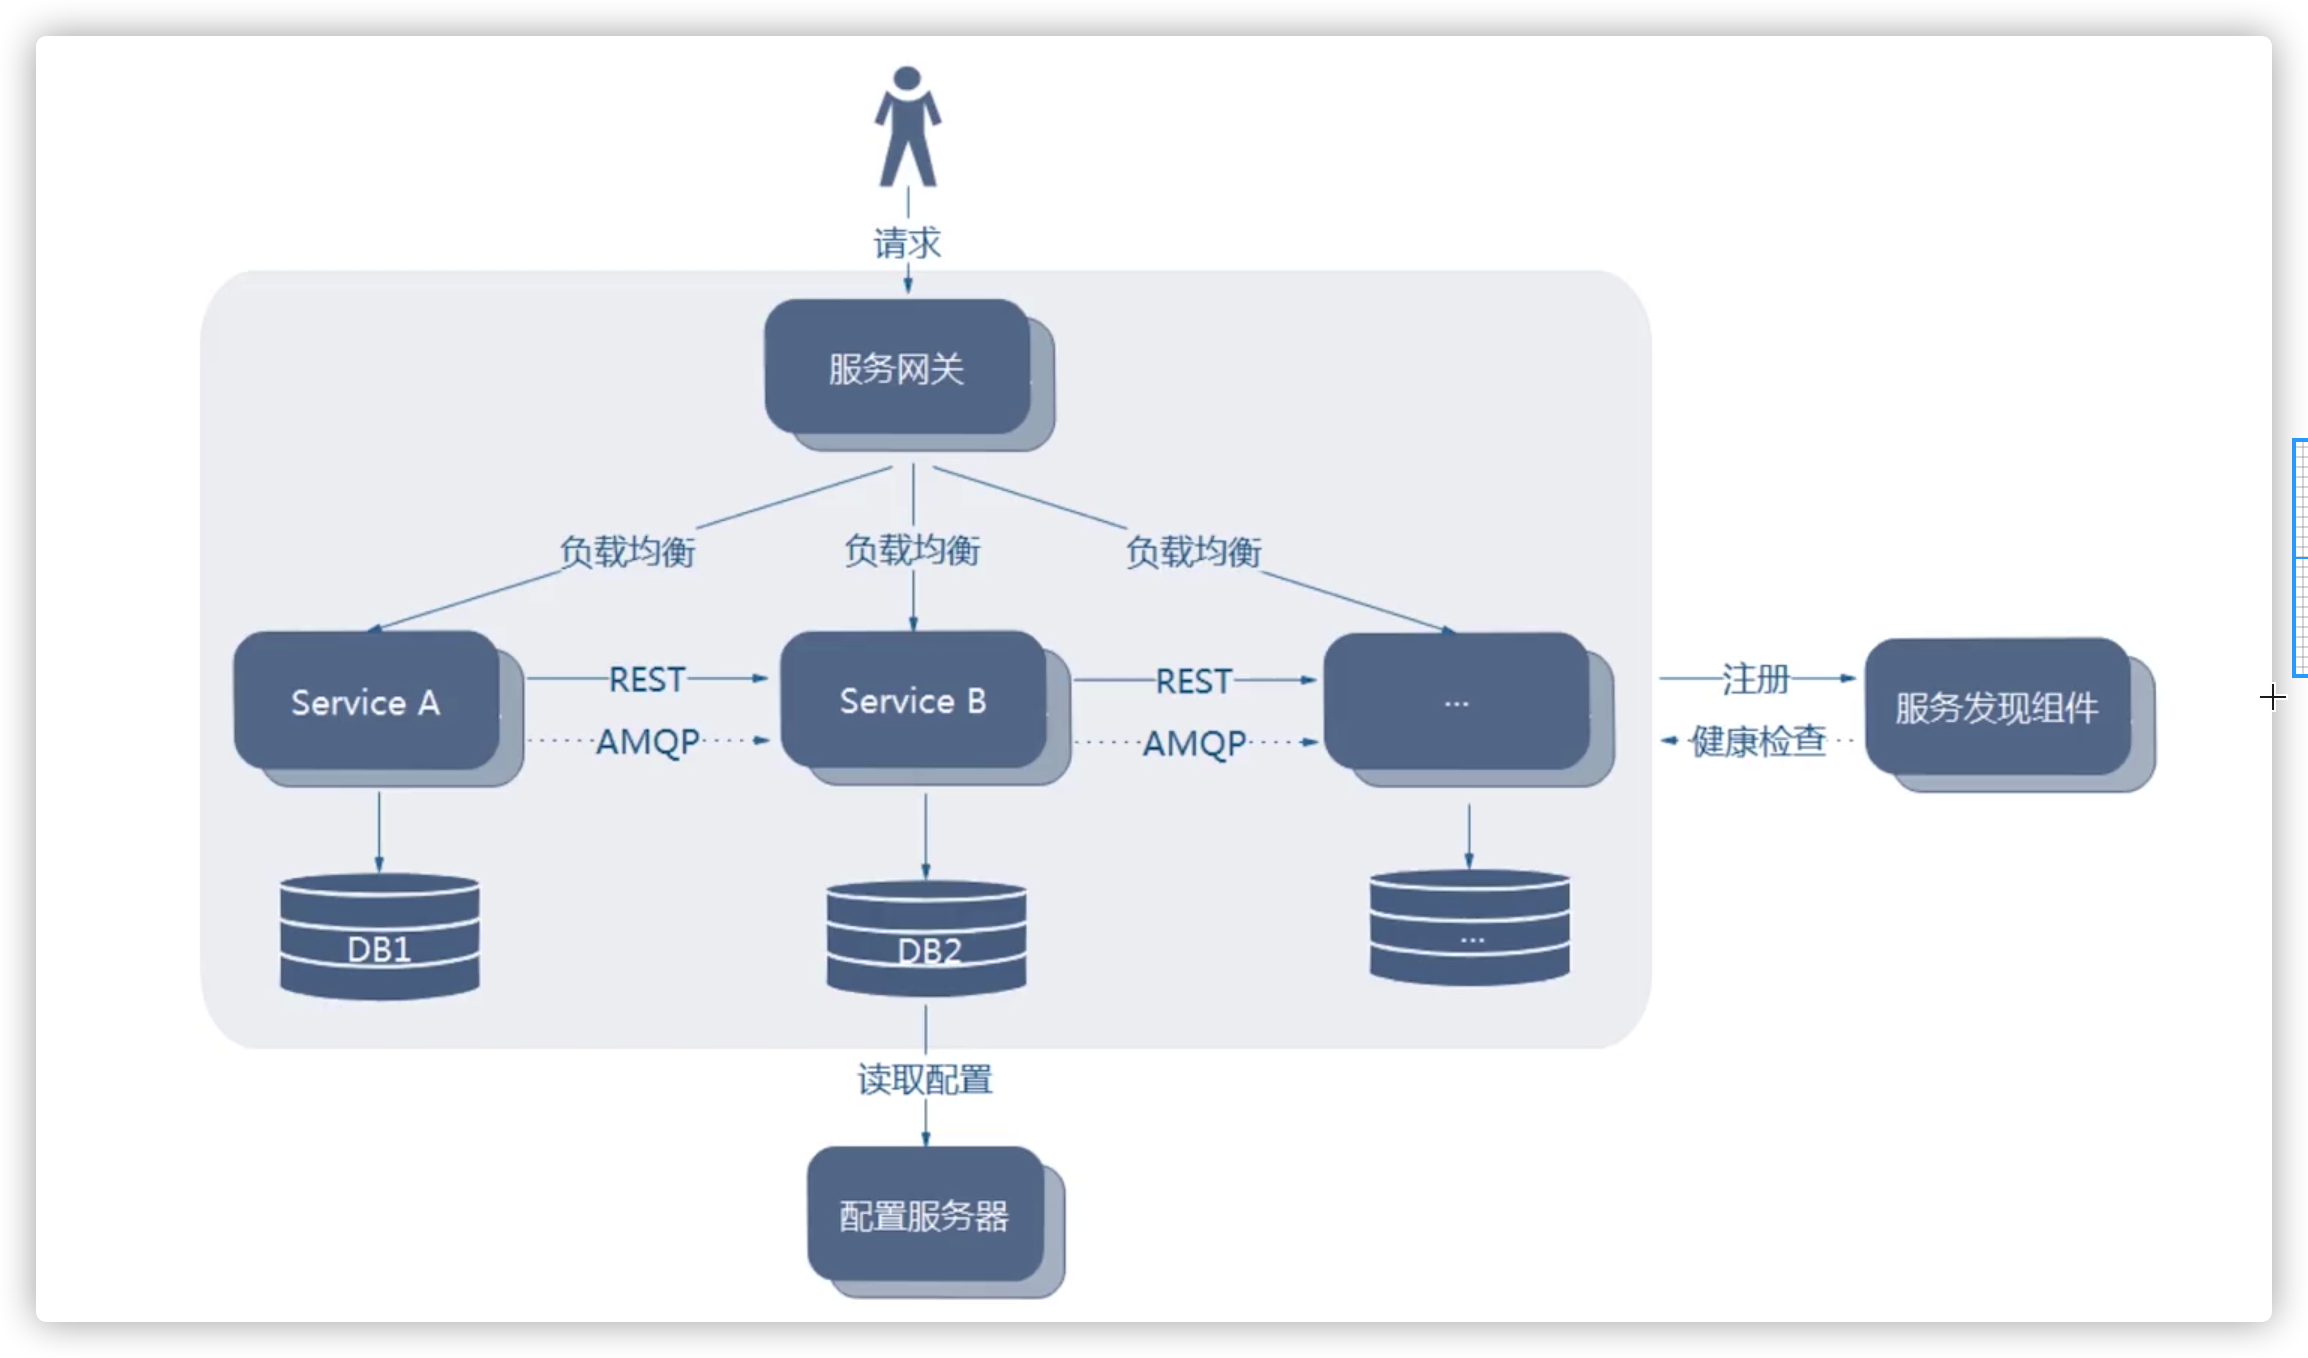 请求
服务网关
负载均衡
负载均衡
负载均衡
Service A
REST
AMQP
Service B
REST
AMQP
...
注册
健康检查
服务发现组件
DB1
DB2
...
读取配置
配置服务器